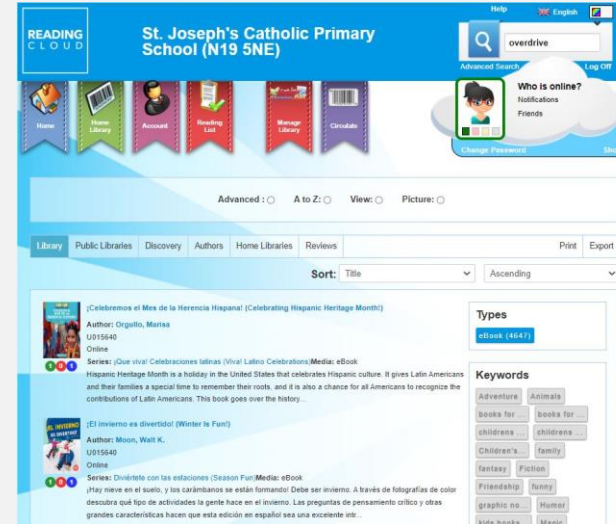 READING
CLOUD
St. Joseph's Catholic Primary
School (N19 5NE)
Help English
overdrive
Advanced Search Log Off
Who is online?
Notifications
Friends
Change Password
Home
Home
Library
Account
Reading
List
Manage
Library
Circulate
Advanced : A to Z: View: Picture:
Library Public Libraries Discovery Authors Home Libraries Reviews Print Export
Sort: Title Ascending
¡Celebremos el Mes de la Herencia Hispana! (Celebrating Hispanic Heritage Month!)
Author: Orgullo, Marisa
U015640
Online
Series: ¡Que viva! Celebraciones latinas (Viva! Latino Celebrations)Media: eBook
Hispanic Heritage Month is a holiday in the United States that celebrates Hispanic culture. It gives Latin Americans
and their families a special time to remember their roots, and it is also a chance for all Americans to recognize the
contributions of Latin Americans. This book goes over the history...
1 0 1
¡El invierno es divertido! (Winter Is Fun!)
Author: Moon, Walt K.
U015640
Online
Series: Diviértete con las estaciones (Season Fun)Media: eBook
¡Hay nieve en el suelo, y los carámbanos se están formando! Debe ser invierno. A través de fotografías de color
descubra qué tipo de actividades la gente hace en el invierno. Las preguntas de pensamiento crítico y otras
grandes características hacen que esta edición en español sea una excelente intr...
1 0 1
EL INVIERNO
ES DIVERTIDO!
Types
eBook (4647)
Keywords
Adventure Animals
books for ... books for ...
childrens ... childrens ...
Children's... family
fantasy Fiction
Friendship funny
graphic no... Humor
kids books... Magic